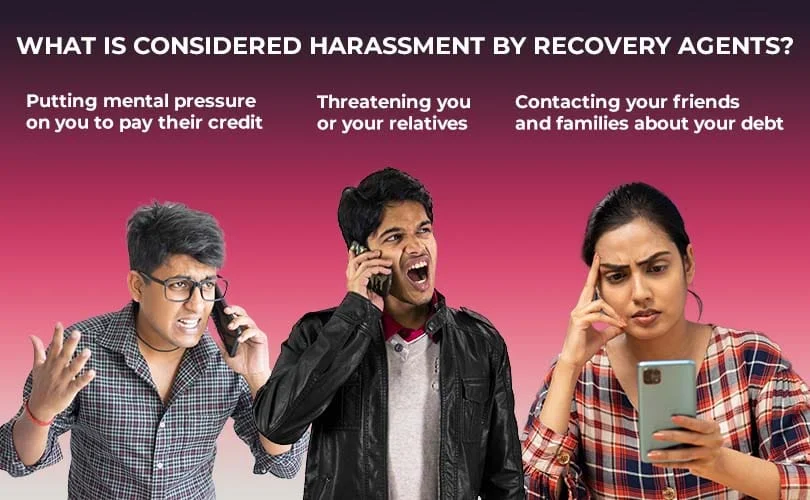 WHAT IS CONSIDERED HARASSMENT BY RECOVERY AGENTS?
Putting mental pressure
on you to pay their credit
Threatening you
or your relatives
Contacting your friends
and families about your debt